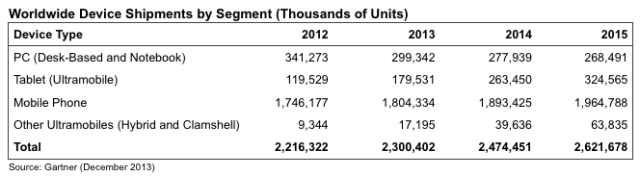 Worldwide Device Shipments by Segment (Thousands of Units)
Device Type 2012 2013 2014 2015
PC (Desk-Based and Notebook) 341,273 299,342 277,939 268,491
Tablet (Ultramobile) 119,529 179,531 263,450 324,565
Mobile Phone 1,746,177 1,804,334 1,893,425 1,964,788
Other Ultramobiles (Hybrid and Clamshell) 9,344 17,195 39,636 63,835
Total 2,216,322 2,300,402 2,474,451 2,621,678
Source: Gartner (December 2013)